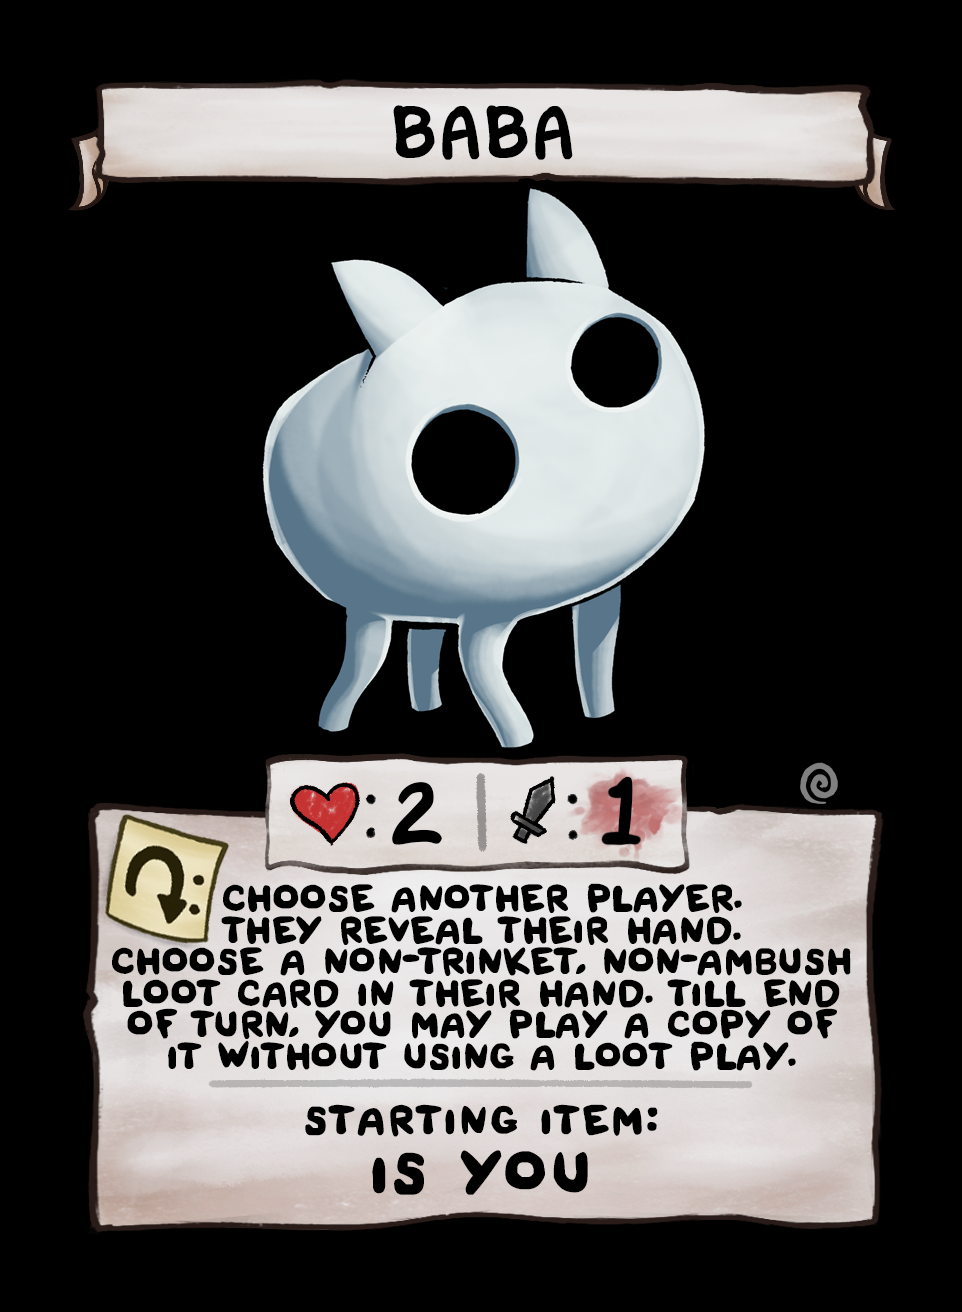 BABA
: 2 | : 1
:
CHOOSE ANOTHER PLAYER.
THEY REVEAL THEIR HAND.
CHOOSE A NON-TRINKET, NON-AMBUSH
LOOT CARD IN THEIR HAND. TILL END
OF TURN, YOU MAY PLAY A COPY OF
IT WITHOUT USING A LOOT PLAY.
STARTING ITEM:
IS YOU